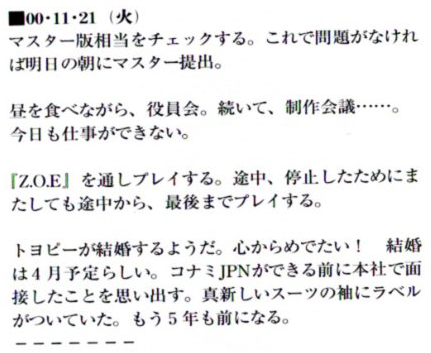 ■00・11・21（火）
マスター版相当をチェックする。これで問題がなけれ
ば明日の朝にマスター提出。
昼を食べながら、役員会。続いて、制作会議……。
今日も仕事ができない。
『Z.O.E』を通しプレイする。途中、停止したためにま
たしても途中から、最後までプレイする。
トヨピーが結婚するようだ。心からめでたい！　結婚
は４月予定らしい。コナミJPNができる前に本社で面
接したことを思い出す。真新しいスーツの袖にラベル
がついていた。もう５年も前になる。
－－－－－－－